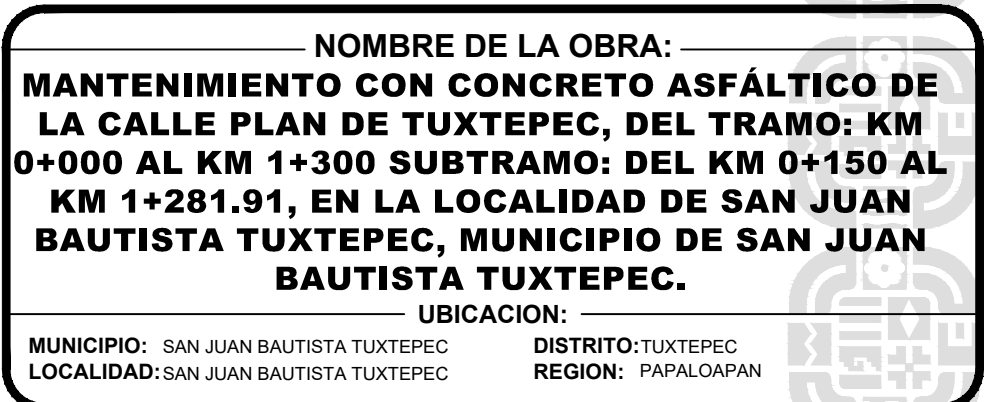 NOMBRE DE LA OBRA:
MANTENIMIENTO CON CONCRETO ASFÁLTICO DE
LA CALLE PLAN DE TUXTEPEC, DEL TRAMO: KM
0+000 AL KM 1+300 SUBTRAMO: DEL KM 0+150 AL
KM 1+281.91, EN LA LOCALIDAD DE SAN JUAN
BAUTISTA TUXTEPEC, MUNICIPIO DE SAN JUAN
BAUTISTA TUXTEPEC.
UBICACION:
MUNICIPIO: SAN JUAN BAUTISTA TUXTEPEC DISTRITO: TUXTEPEC
LOCALIDAD: SAN JUAN BAUTISTA TUXTEPEC REGION: PAPALOAPAN